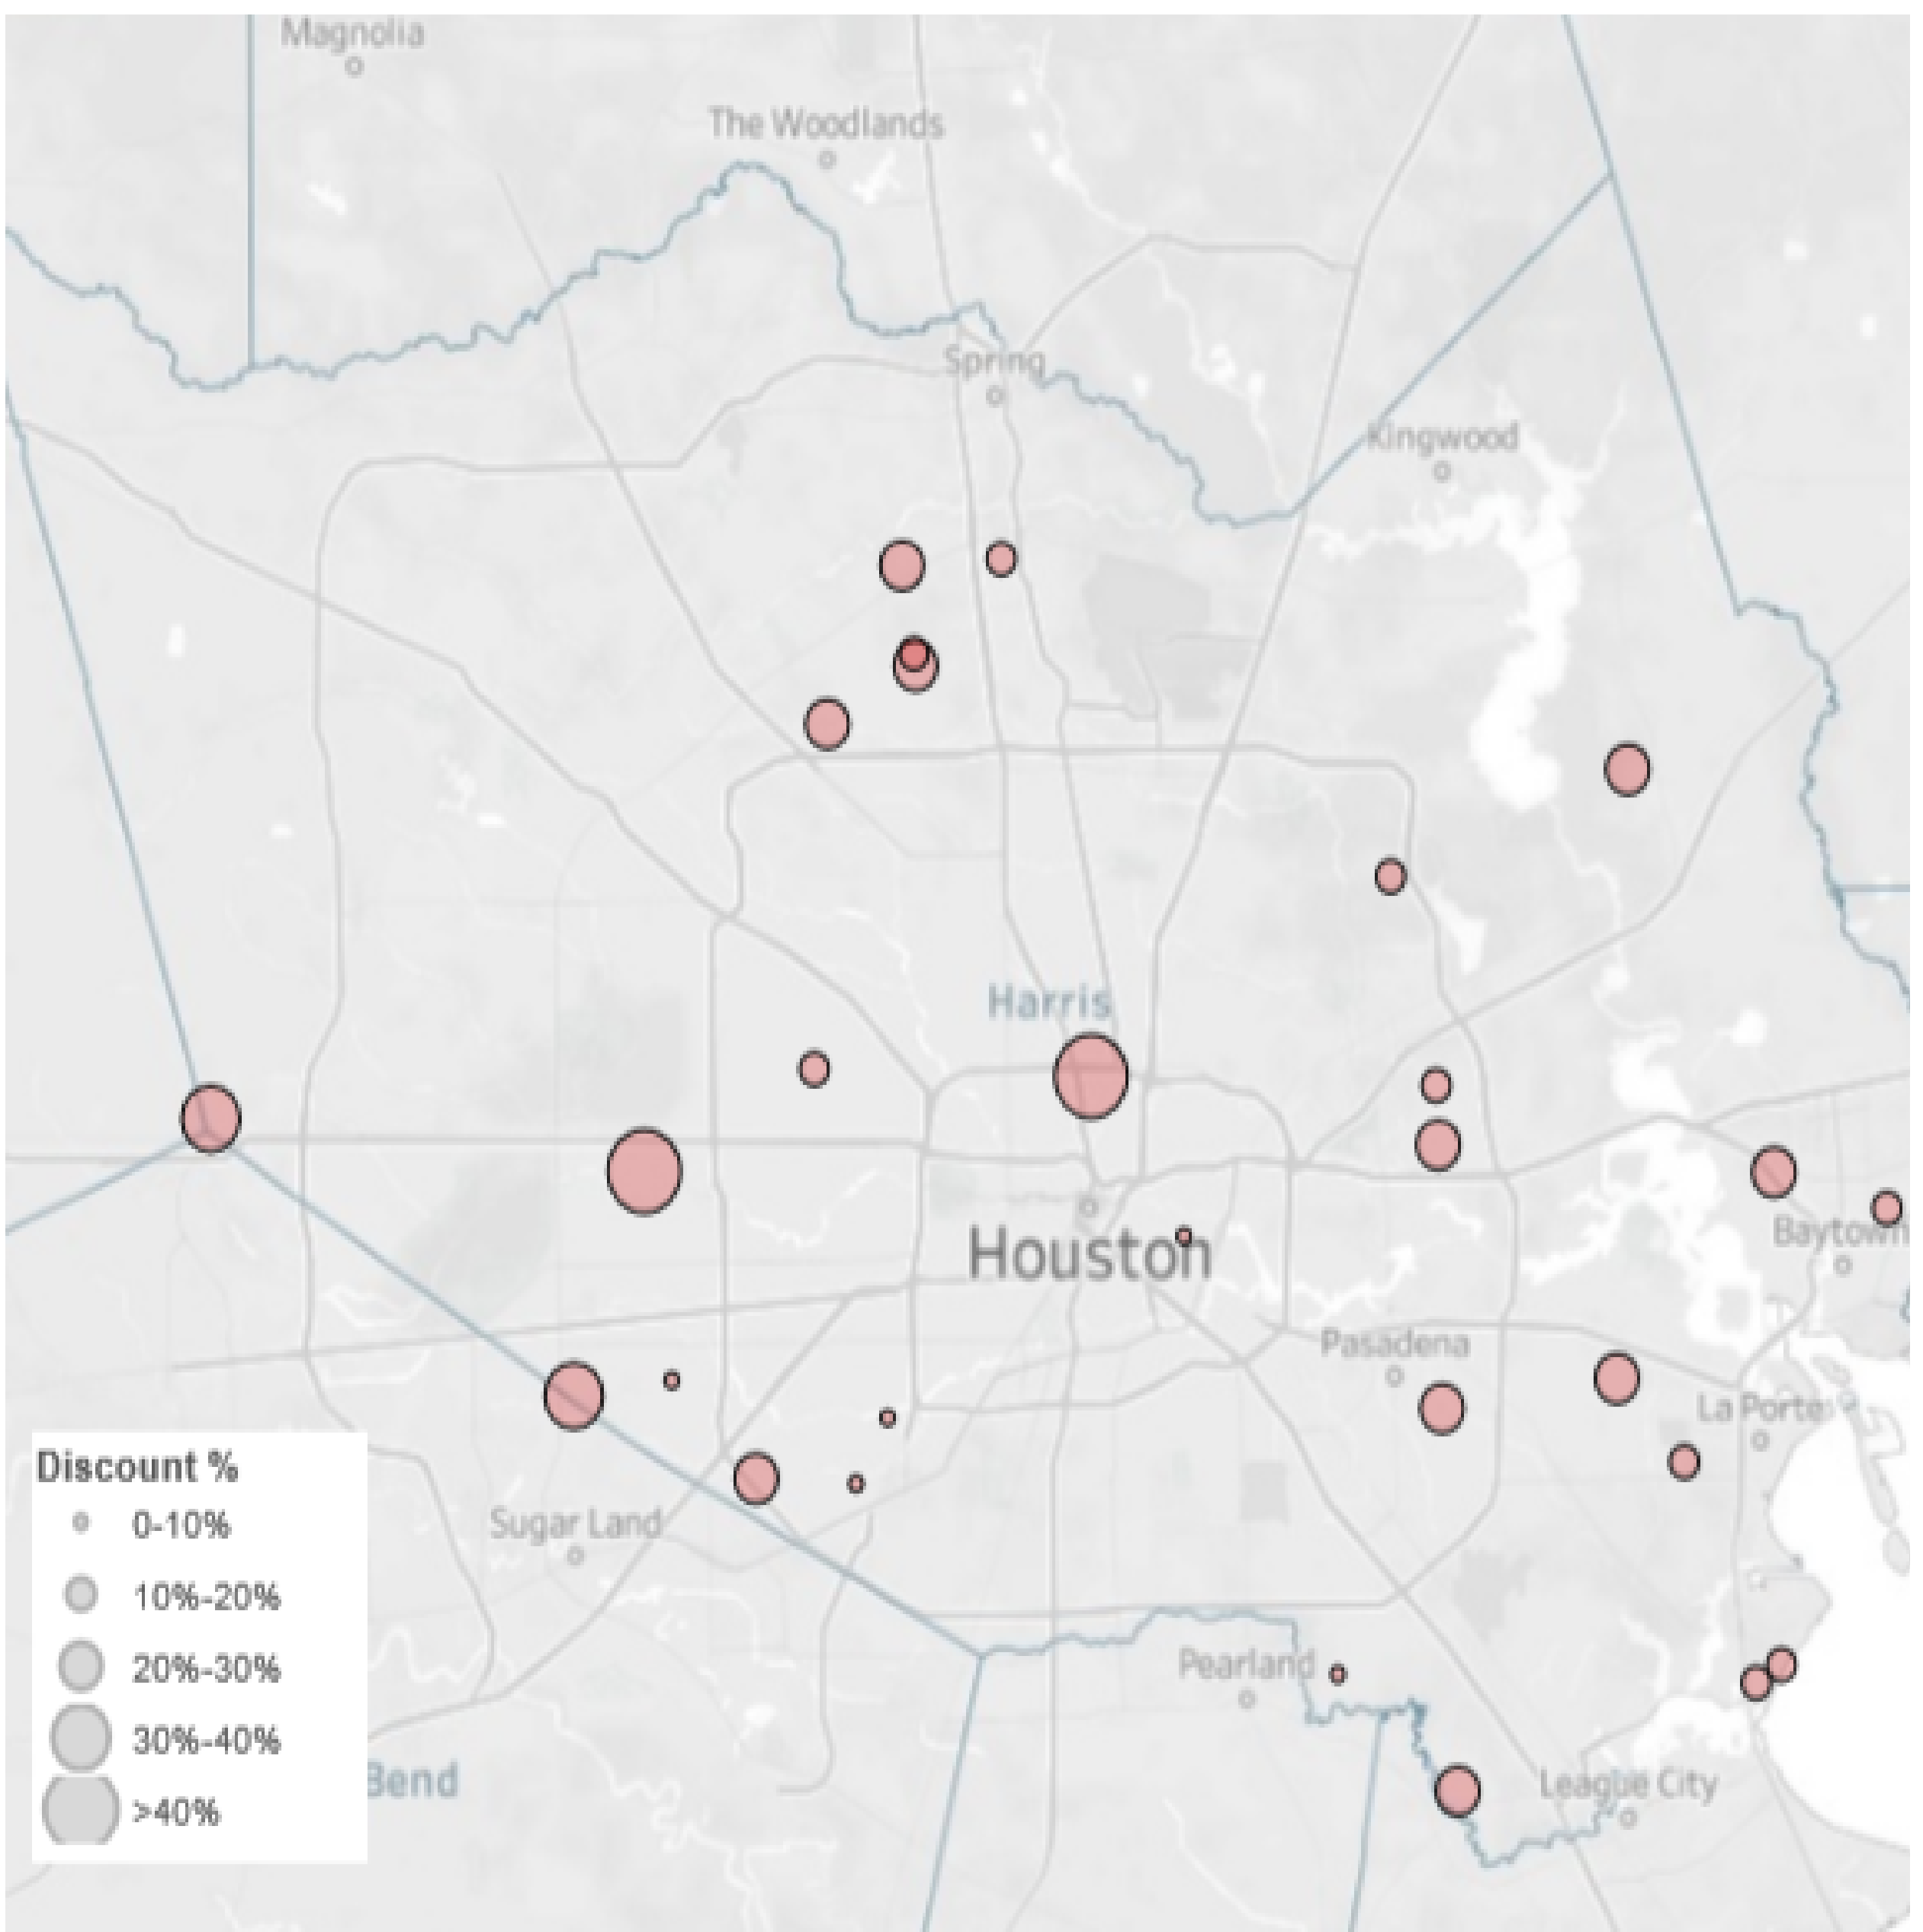 Magnolia
The Woodlands
Spring
Kingwood
Harris
Houston
Baytown
Pasadena
La Porte
Sugar Land
Pearland
League City
Bend
Discount %
0-10%
10%-20%
20%-30%
30%-40%
>40%